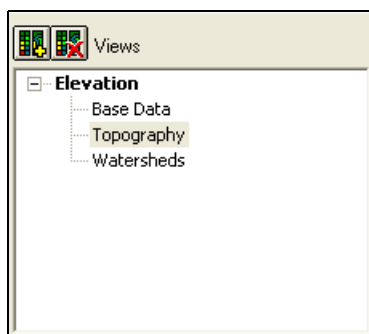 Views
Elevation
Base Data
Topography
Watersheds